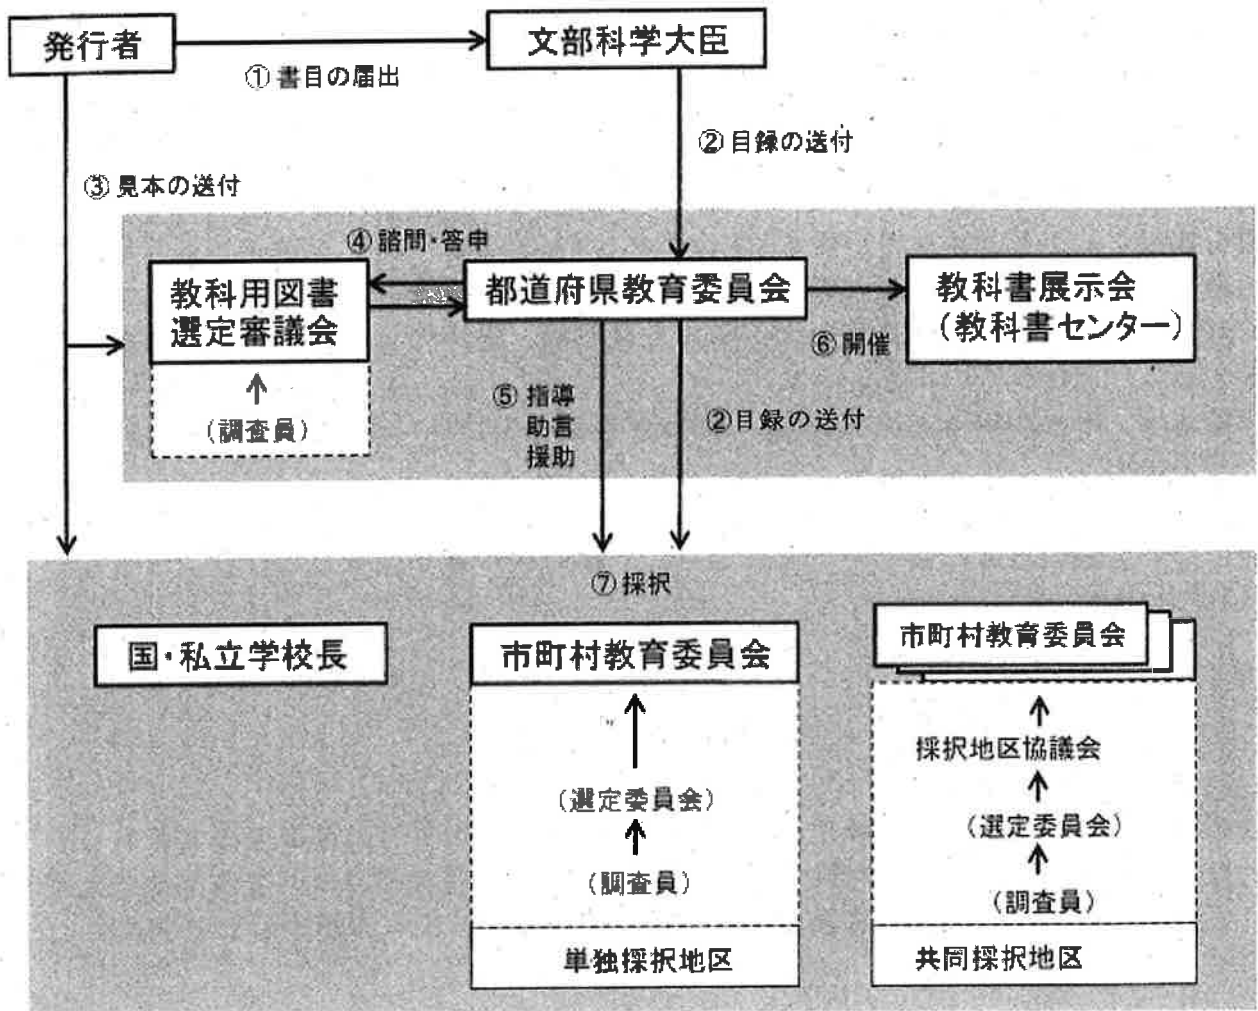 発行者
文部科学大臣
①書目の届出
②目録の送付
③見本の送付
④諮問・答申
教科用図書
選定審議会
都道府県教育委員会
教科書展示会
(教科書センター)
⑥開催
(調査員)
⑤指導
助言
援助
②目録の送付
⑦採択
国・私立学校長
市町村教育委員会
市町村教育委員会
採択地区協議会
(選定委員会)
(選定委員会)
(調査員)
(調査員)
単独採択地区
共同採択地区